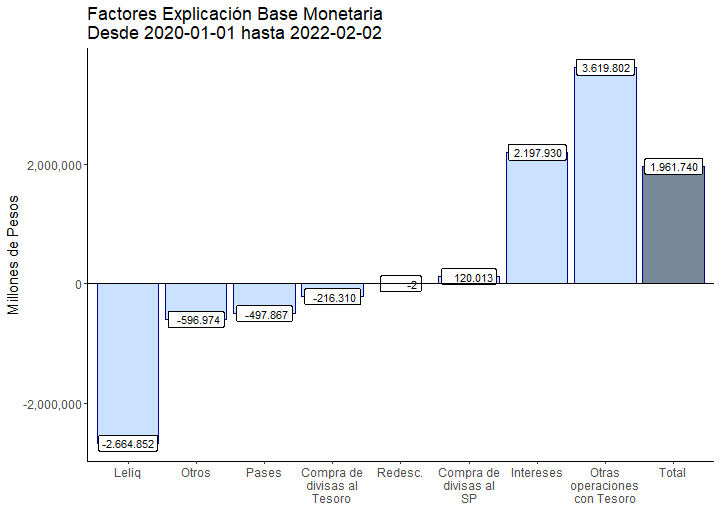 Factores Explicación Base Monetaria
Desde 2020-01-01 hasta 2022-02-02
Millones de Pesos
2,000,000
0
-2,000,000
-2.664.852
-596.974
-497.867
-216.310
-2
120.013
2.197.930
3.619.802
1.961.740
Leliq
Otros
Pases
Compra de
divisas al
Tesoro
Redesc.
Compra de
divisas al
SP
Intereses
Otras
operaciones
con Tesoro
Total